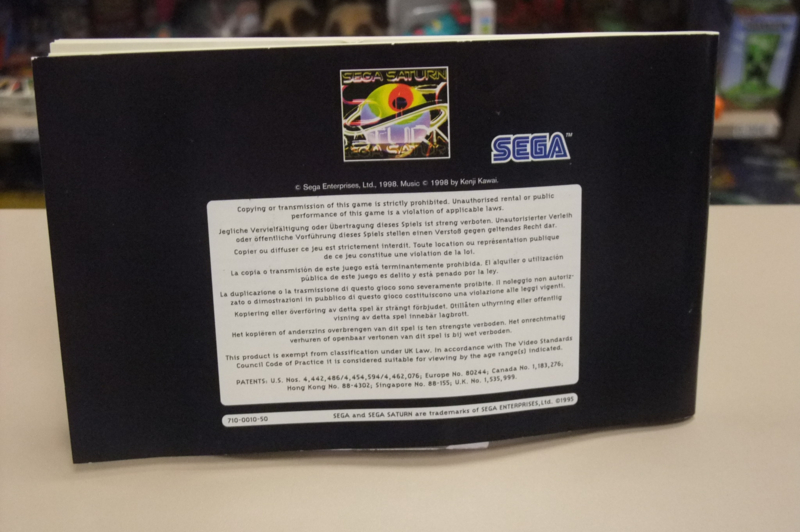 SEGA SATURN
SEGA™
© Sega Enterprises, Ltd., 1998. Music © 1998 by Kenji Kawai.
Copying or transmission of this game is strictly prohibited. Unauthorised rental or public
performance of this game is a violation of applicable laws.
Jegliche Vervielfältigung oder Übertragung dieses Spiels ist streng verboten. Unautorisierter Verleih
oder öffentliche Vorführung dieses Spiels stellen einen Verstoß gegen geltendes Recht dar.
Copier ou diffuser ce jeu est strictement interdit. Toute location ou représentation publique
de ce jeu constitue une violation de la loi.
La copia o transmisión de este juego está terminantemente prohibida. El alquiler o utilización
pública de este juego es delito y está penado por la ley.
La duplicazione o la trasmissione di questo gioco sono severamente proibite. Il naleggio non autoriz-
zato o dimostrazioni in pubblico di questo gioco costituiscono una violazione alle leggi vigenti.
Kopiering eller överföring av detta spel är strängt förbjudet. Otillåten uthyrning eller offentlig
visning av detta spel innebär lagbrott.
Het kopiëren of anderszins overbrengen van dit spel is ten strengste verboden. Het onrechtmatig
verhuren of openbaar vertonen van dit spel is bij wet verboden.
This product is exempt from classification under UK Law. In accordance with The Video Standards
Council Code of Practice it is considered suitable for viewing by the age range(s) indicated.
PATENTS: U.S. Nos. 4,442,486/4,454,594/4,462,076; Europe No. 80244; Canada No. 1,183,276;
Hong Kong No. 88-4302; Singapore No. 88-155; U.K. No. 1,535,999.
710-0010-50 SEGA and SEGA SATURN are trademarks of SEGA ENTERPRISES, Ltd. ©1995